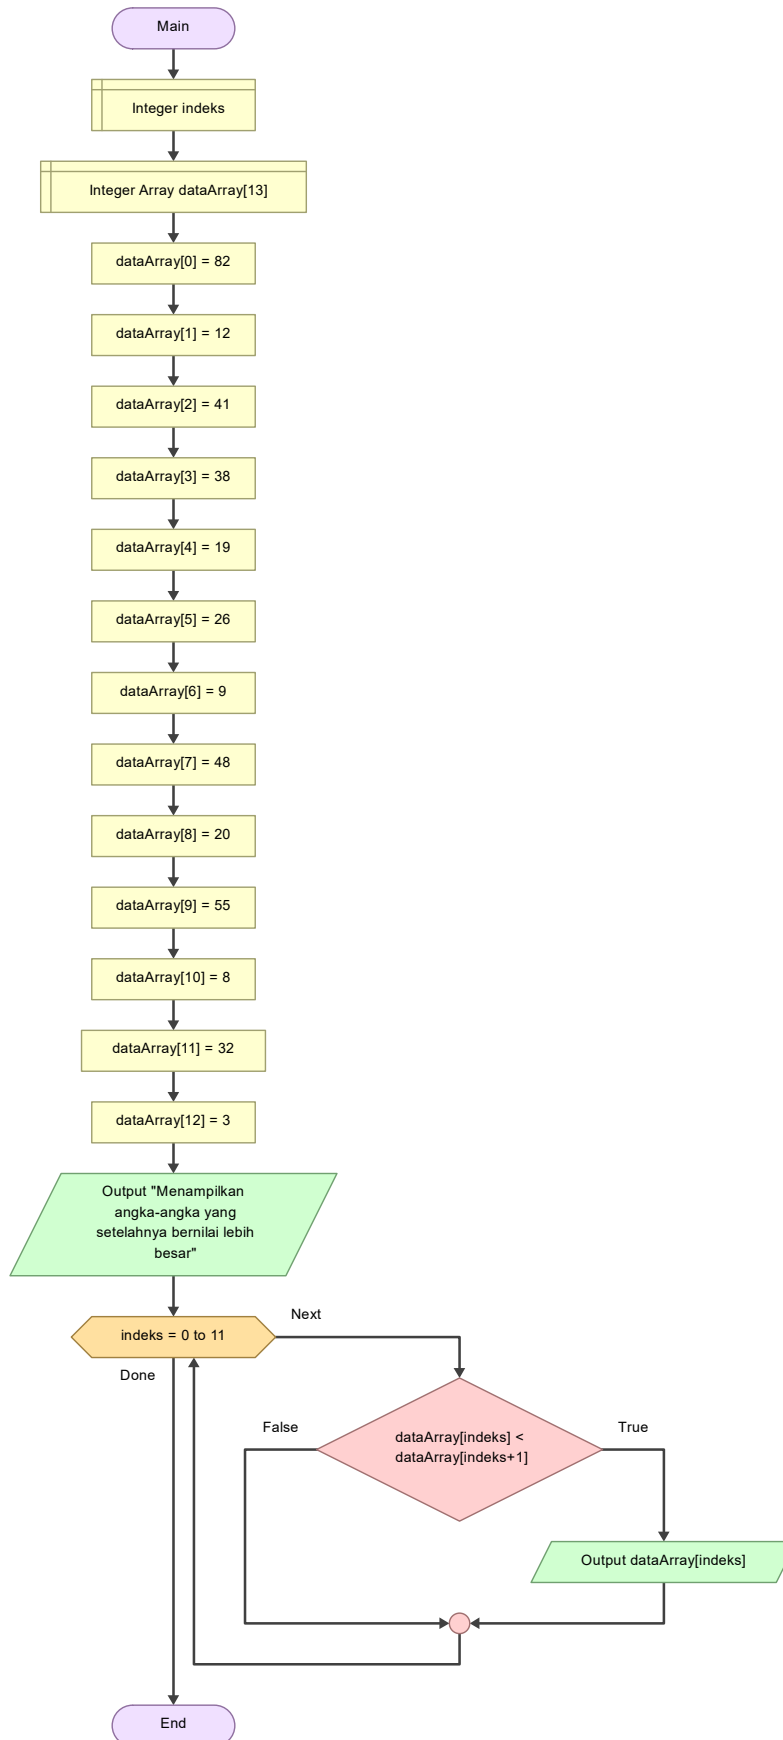 Main
Integer indeks
Integer Array dataArray[13]
dataArray[0] = 82
dataArray[1] = 12
dataArray[2] = 41
dataArray[3] = 38
dataArray[4] = 19
dataArray[5] = 26
dataArray[6] = 9
dataArray[7] = 48
dataArray[8] = 20
dataArray[9] = 55
dataArray[10] = 8
dataArray[11] = 32
dataArray[12] = 3
Output "Menampilkan
angka-angka yang
setelahnya bernilai lebih
besar"
Next
indeks = 0 to 11
Done
False
dataArray[indeks] <
dataArray[indeks+1]
True
Output dataArray[indeks]
End